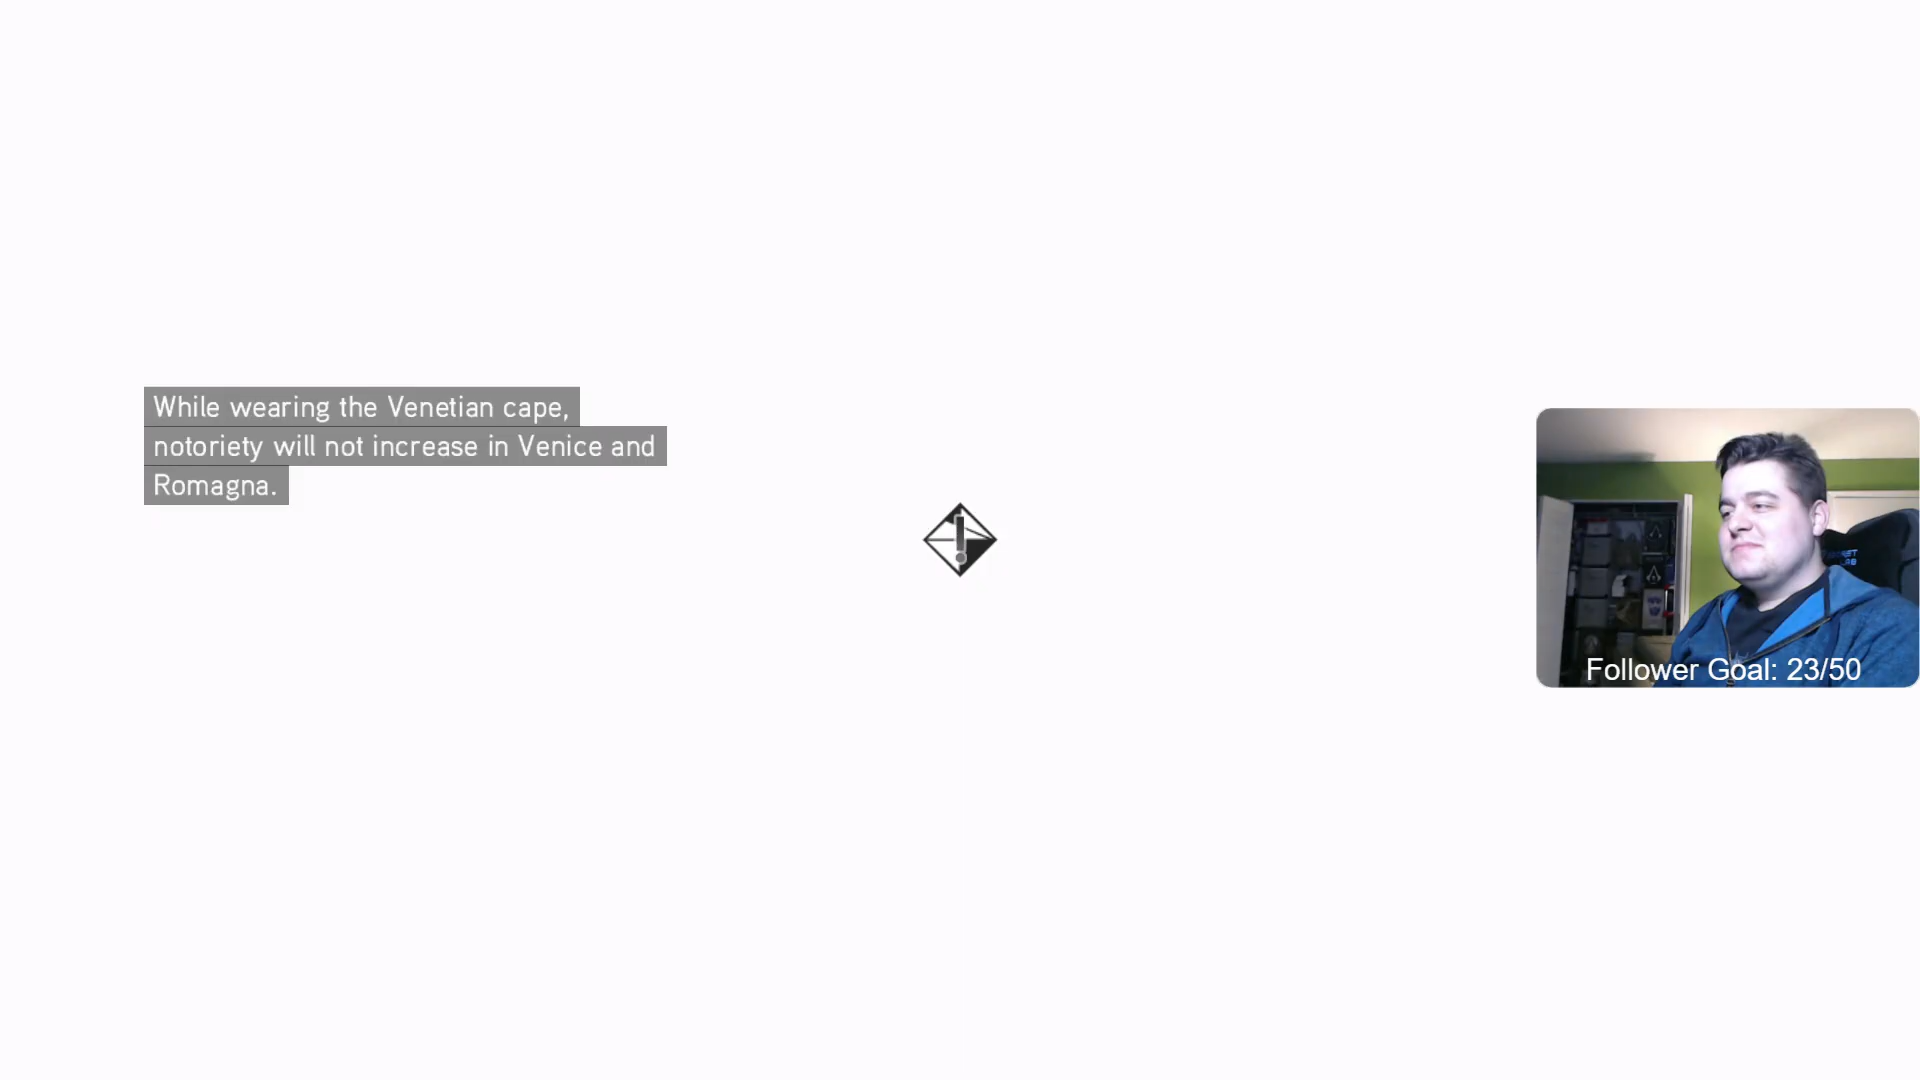 While wearing the Venetian cape,
notoriety will not increase in Venice and
Romagna.
Follower Goal: 23/50